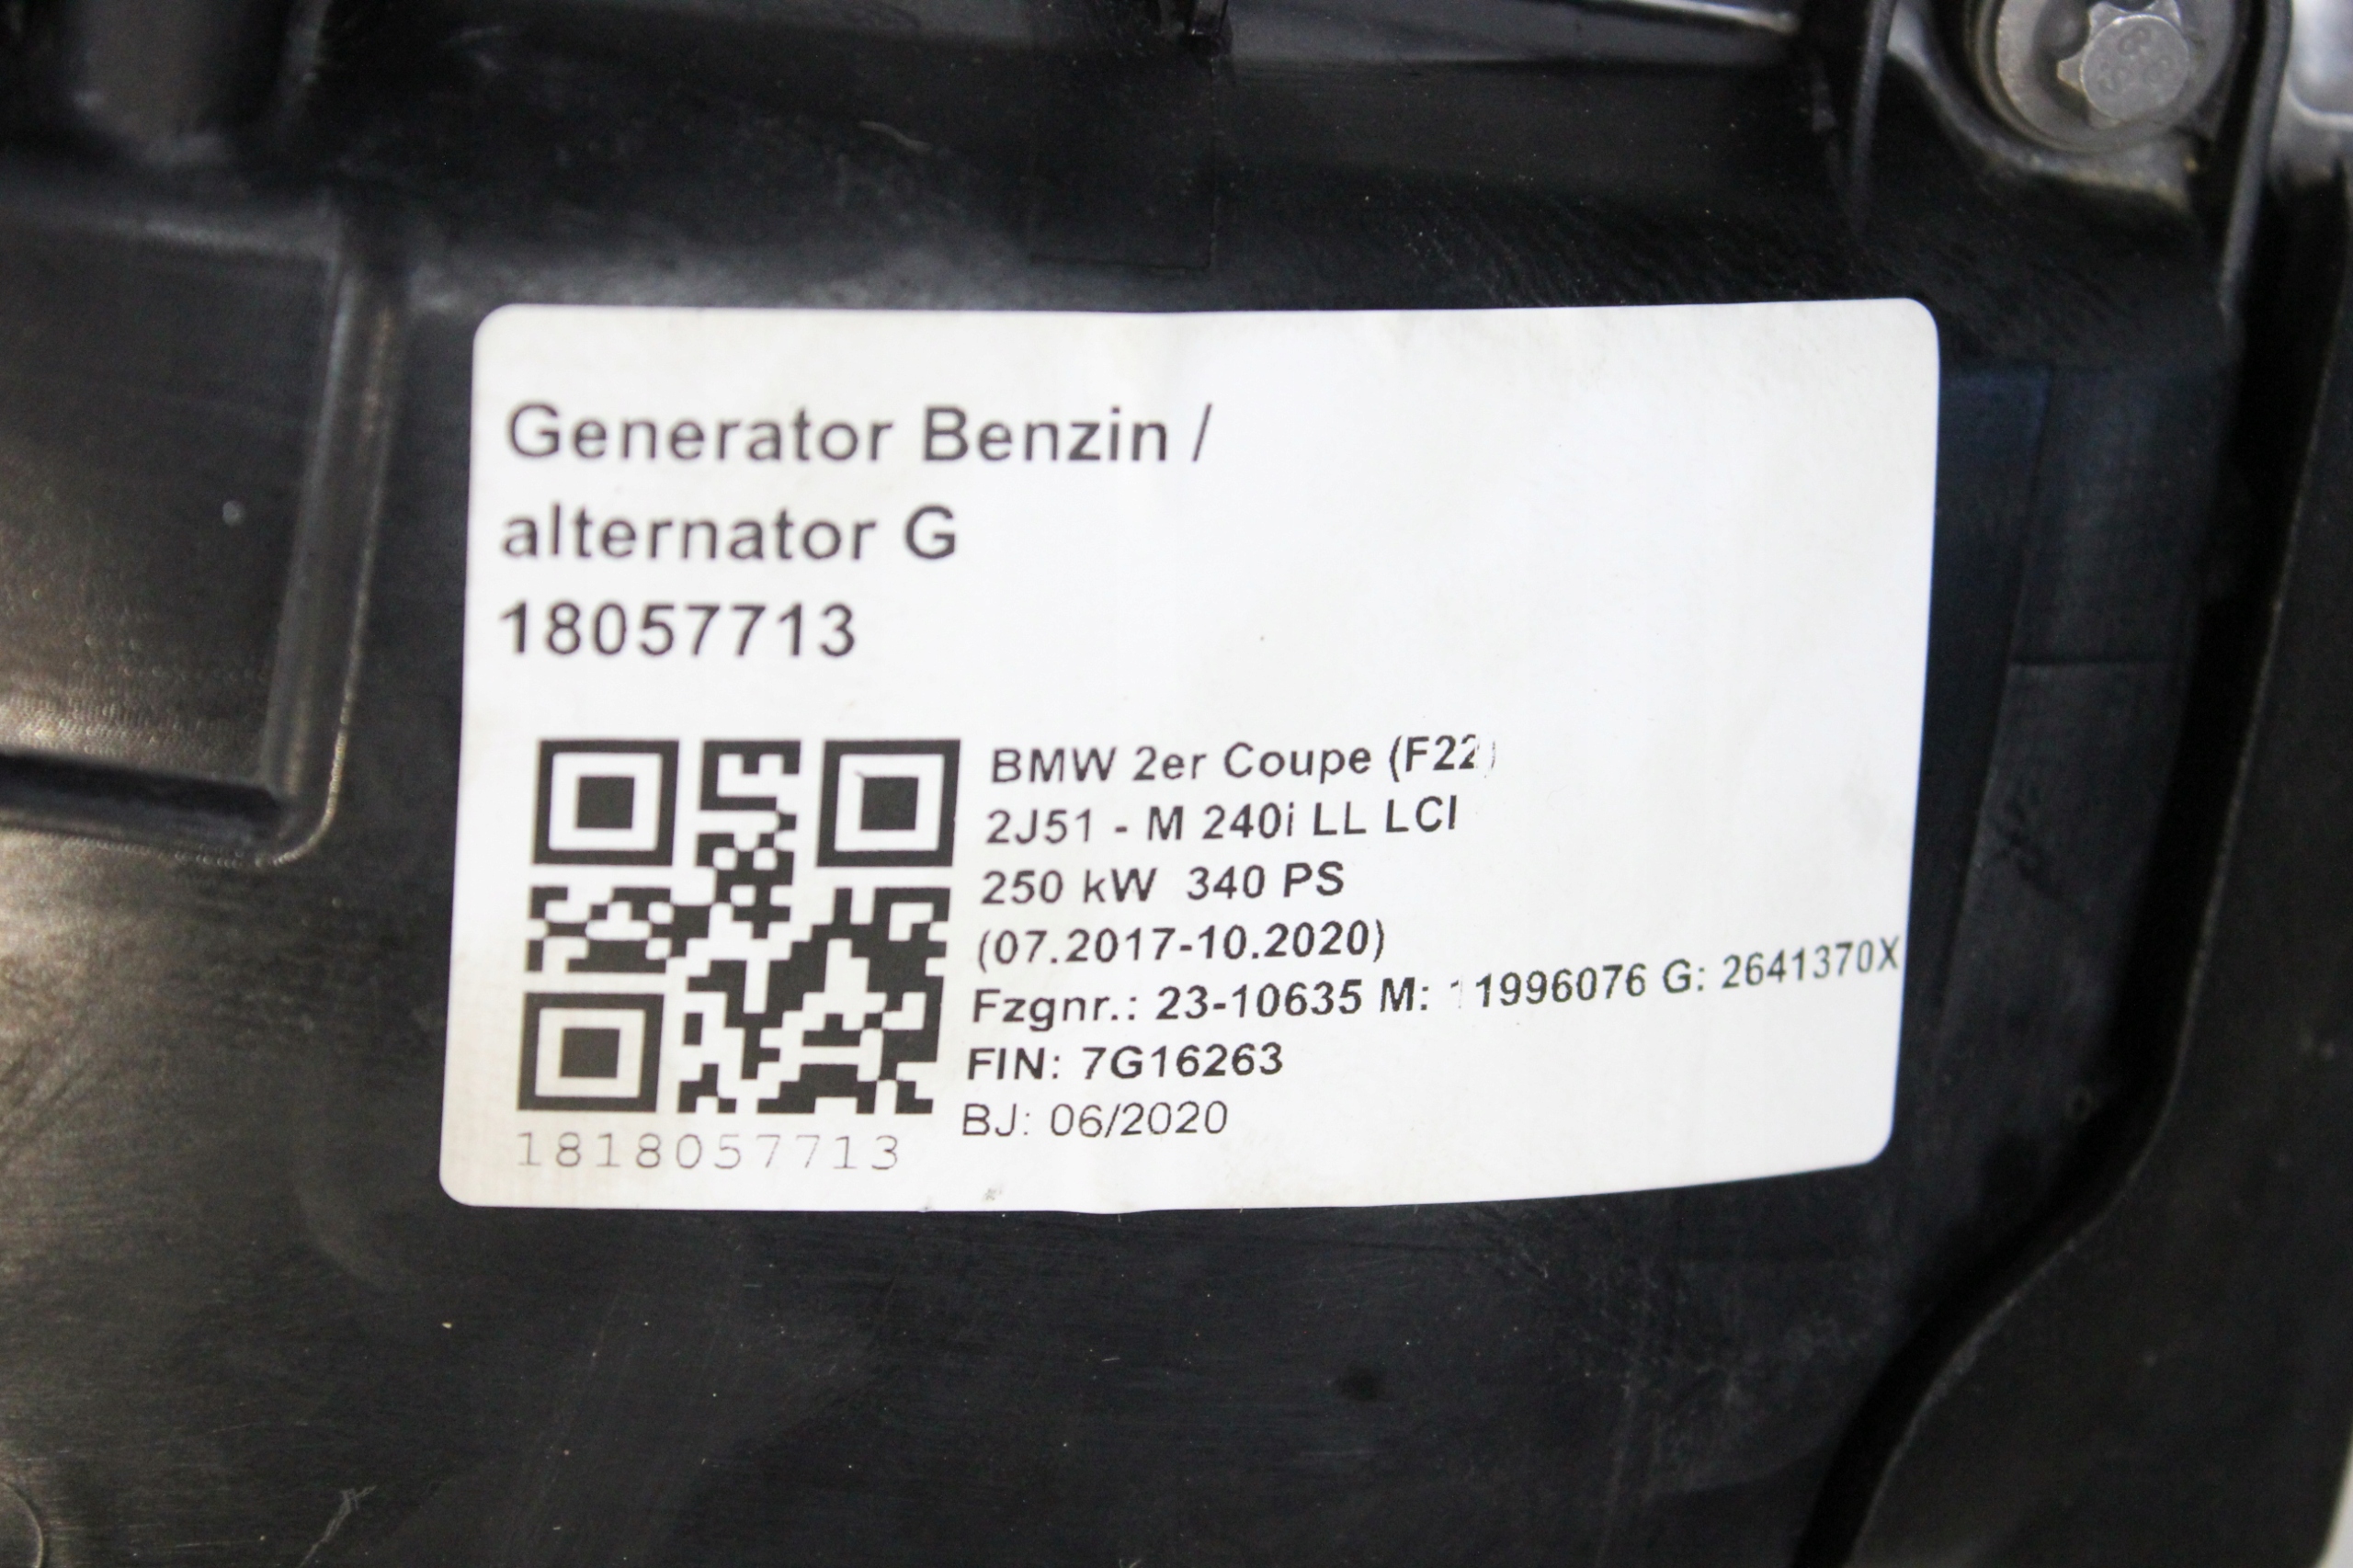 Generator Benzin /
alternator G
18057713
BMW 2er Coupe (F22)
2J51 - M 240i LL LCI
250 kW 340 PS
(07.2017-10.2020)
Fzgnr.: 23-10635 M: 11996076 G: 2641370X
FIN: 7G16263
BJ: 06/2020
1818057713